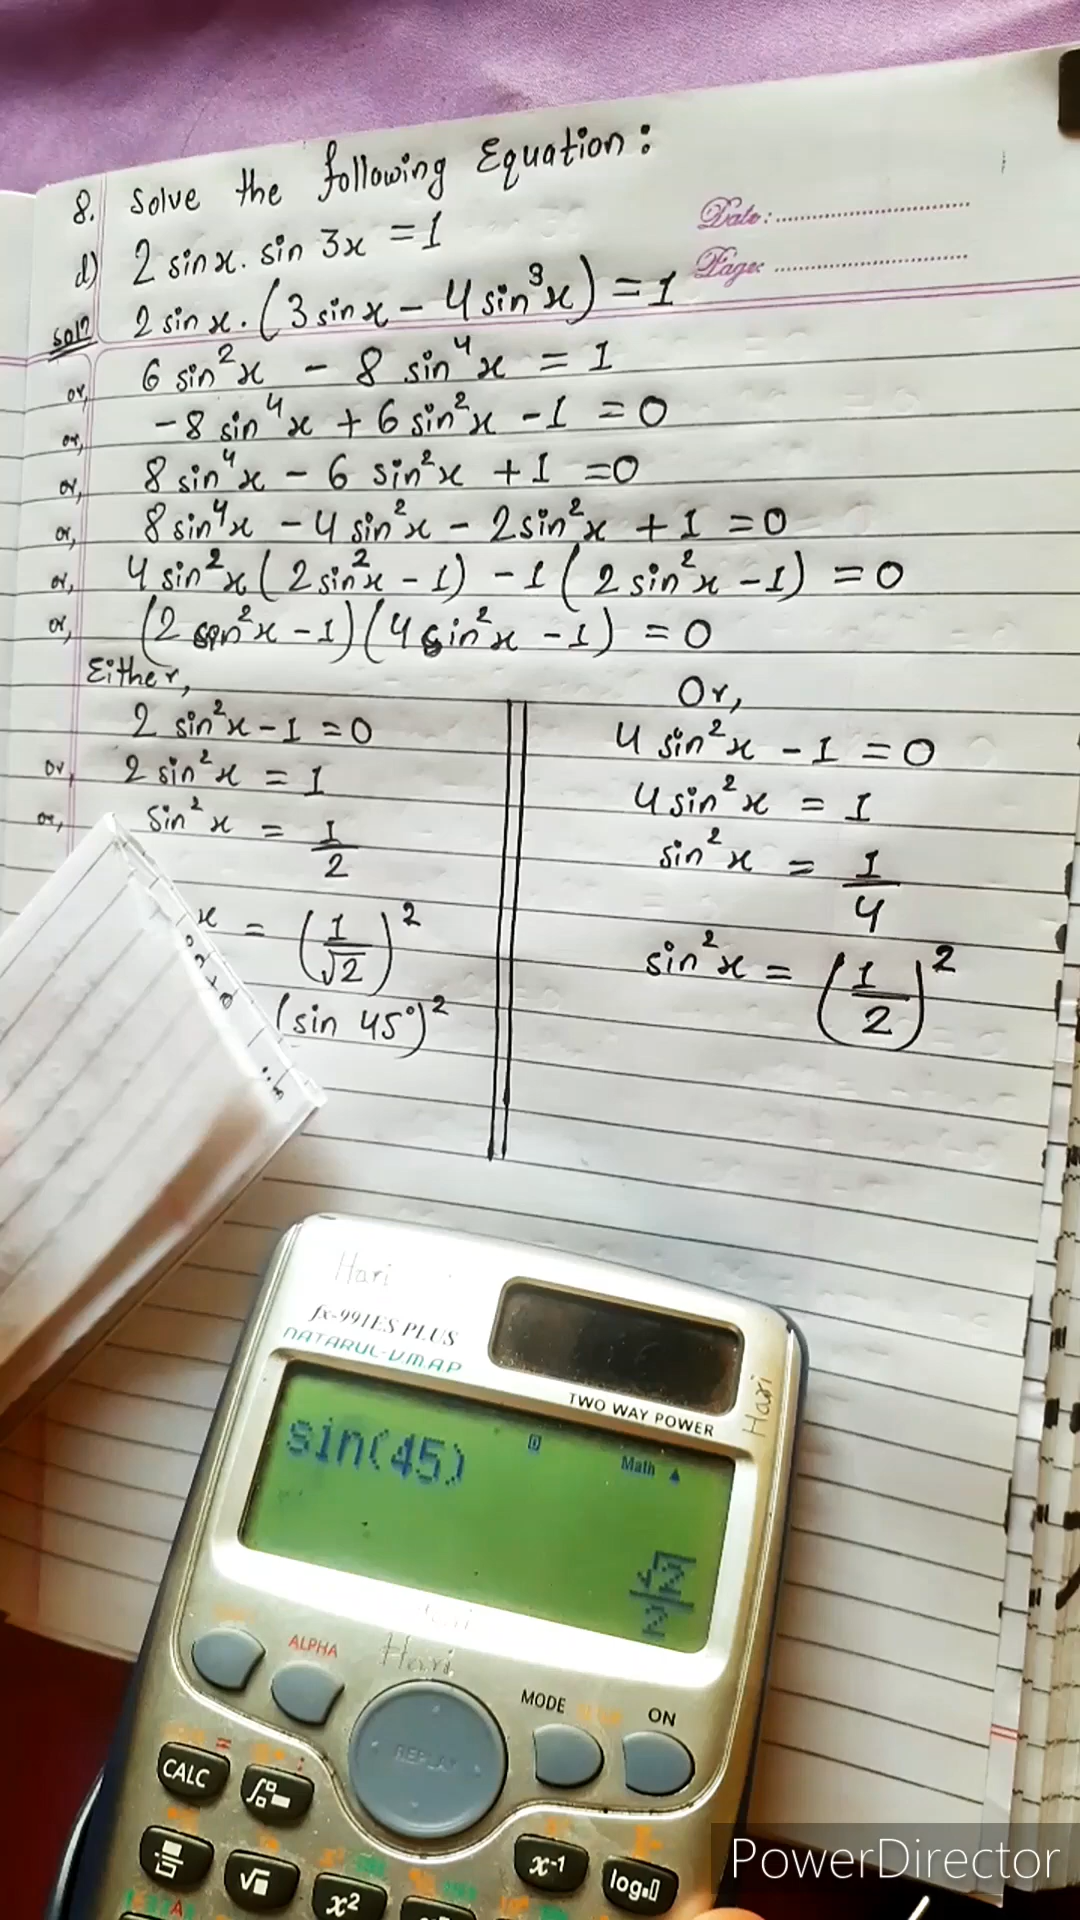 8. Solve the following Equation:
Date:
d) 2 sin x . sin 3x = 1
Page:
soln 2 sin x . (3 sin x - 4 sin³x) = 1
or, 6 sin²x - 8 sin⁴x = 1
or, -8 sin⁴x + 6 sin²x - 1 = 0
or, 8 sin⁴x - 6 sin²x + 1 = 0
or, 8 sin⁴x - 4 sin²x - 2 sin²x + 1 = 0
or, 4 sin²x (2 sin²x - 1) - 1 (2 sin²x - 1) = 0
or, (2 sin²x - 1)(4 sin²x - 1) = 0
Either,
2 sin²x - 1 = 0
or, 2 sin²x = 1
or, sin²x = 1/2
x = (1/√2)²
(sin 45°)²
Or,
4 sin²x - 1 = 0
4 sin²x = 1
sin²x = 1/4
sin²x = (1/2)²
Hari
fx-991ES PLUS
NATARUL-V.M.A.P
TWO WAY POWER
Hari
sin(45)
D Math ▲
√2/2
Hari
ALPHA
MODE
ON
REPLAY
CALC
x⁻¹
√
x²
PowerDirector